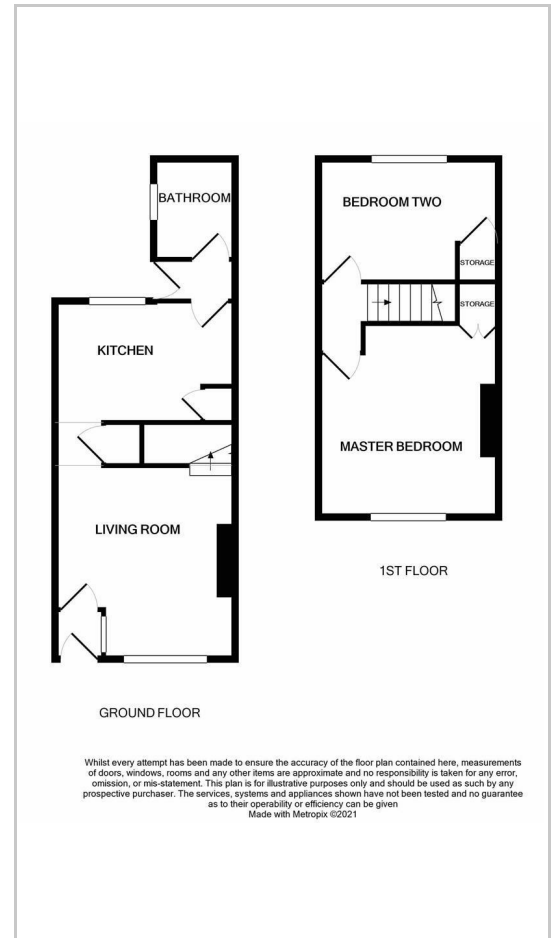 BATHROOM
KITCHEN
LIVING ROOM
GROUND FLOOR
BEDROOM TWO
STORAGE
STORAGE
MASTER BEDROOM
1ST FLOOR
Whilst every attempt has been made to ensure the accuracy of the floor plan contained here, measurements
of doors, windows, rooms and any other items are approximate and no responsibility is taken for any error,
omission, or mis-statement. This plan is for illustrative purposes only and should be used as such by any
prospective purchaser. The services, systems and appliances shown have not been tested and no guarantee
as to their operability or efficiency can be given
Made with Metropix ©2021